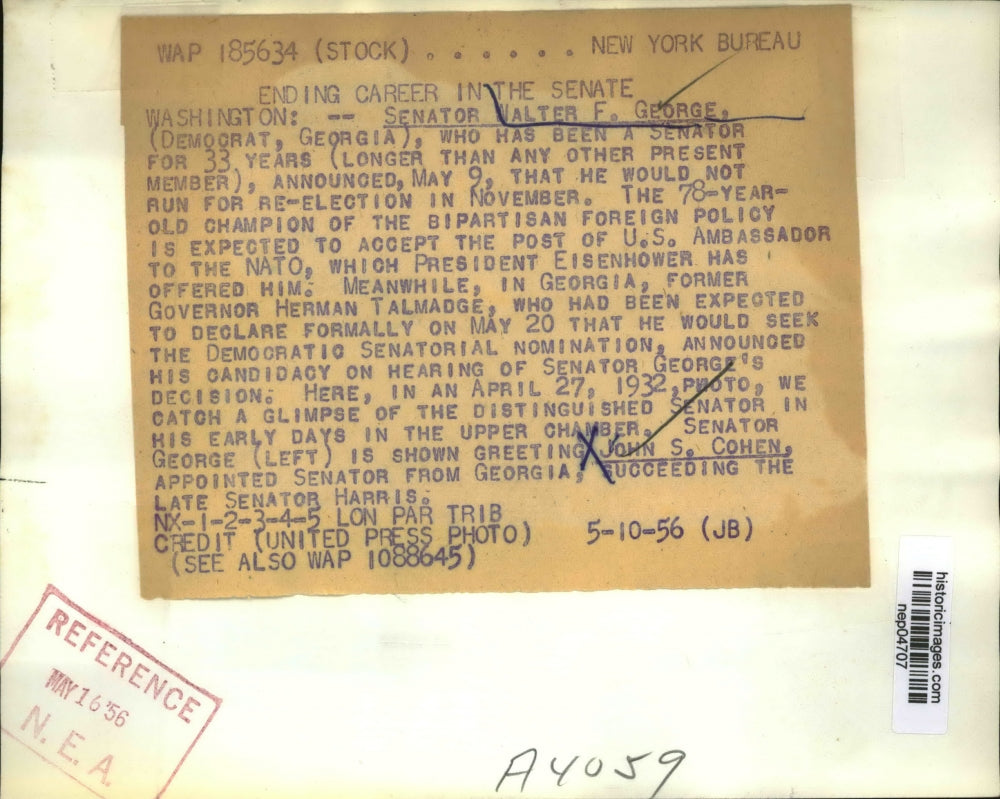 WAP 185634 (STOCK) . . . . . . NEW YORK BUREAU
ENDING CAREER IN THE SENATE
WASHINGTON: -- SENATOR WALTER F. GEORGE,
(DEMOCRAT, GEORGIA), WHO HAS BEEN A SENATOR
FOR 33 YEARS (LONGER THAN ANY OTHER PRESENT
MEMBER), ANNOUNCED, MAY 9, THAT HE WOULD NOT
RUN FOR RE-ELECTION IN NOVEMBER. THE 78-YEAR-
OLD CHAMPION OF THE BIPARTISAN FOREIGN POLICY
IS EXPECTED TO ACCEPT THE POST OF U.S. AMBASSADOR
TO THE NATO, WHICH PRESIDENT EISENHOWER HAS
OFFERED HIM. MEANWHILE, IN GEORGIA, FORMER
GOVERNOR HERMAN TALMADGE, WHO HAD BEEN EXPECTED
TO DECLARE FORMALLY ON MAY 20 THAT HE WOULD SEEK
THE DEMOCRATIC SENATORIAL NOMINATION, ANNOUNCED
HIS CANDIDACY ON HEARING OF SENATOR GEORGE'S
DECISION. HERE, IN AN APRIL 27, 1932, PHOTO, WE
CATCH A GLIMPSE OF THE DISTINGUISHED SENATOR IN
HIS EARLY DAYS IN THE UPPER CHAMBER. SENATOR
GEORGE (LEFT) IS SHOWN GREETING JOHN S. COHEN,
APPOINTED SENATOR FROM GEORGIA, SUCCEEDING THE
LATE SENATOR HARRIS.
NX-1-2-3-4-5 LON PAR TRIB
CREDIT (UNITED PRESS PHOTO) 5-10-56 (JB)
(SEE ALSO WAP 1088645)
historicimages.com
nep04707
REFERENCE
MAY 16 '56
N. E. A.
A4059